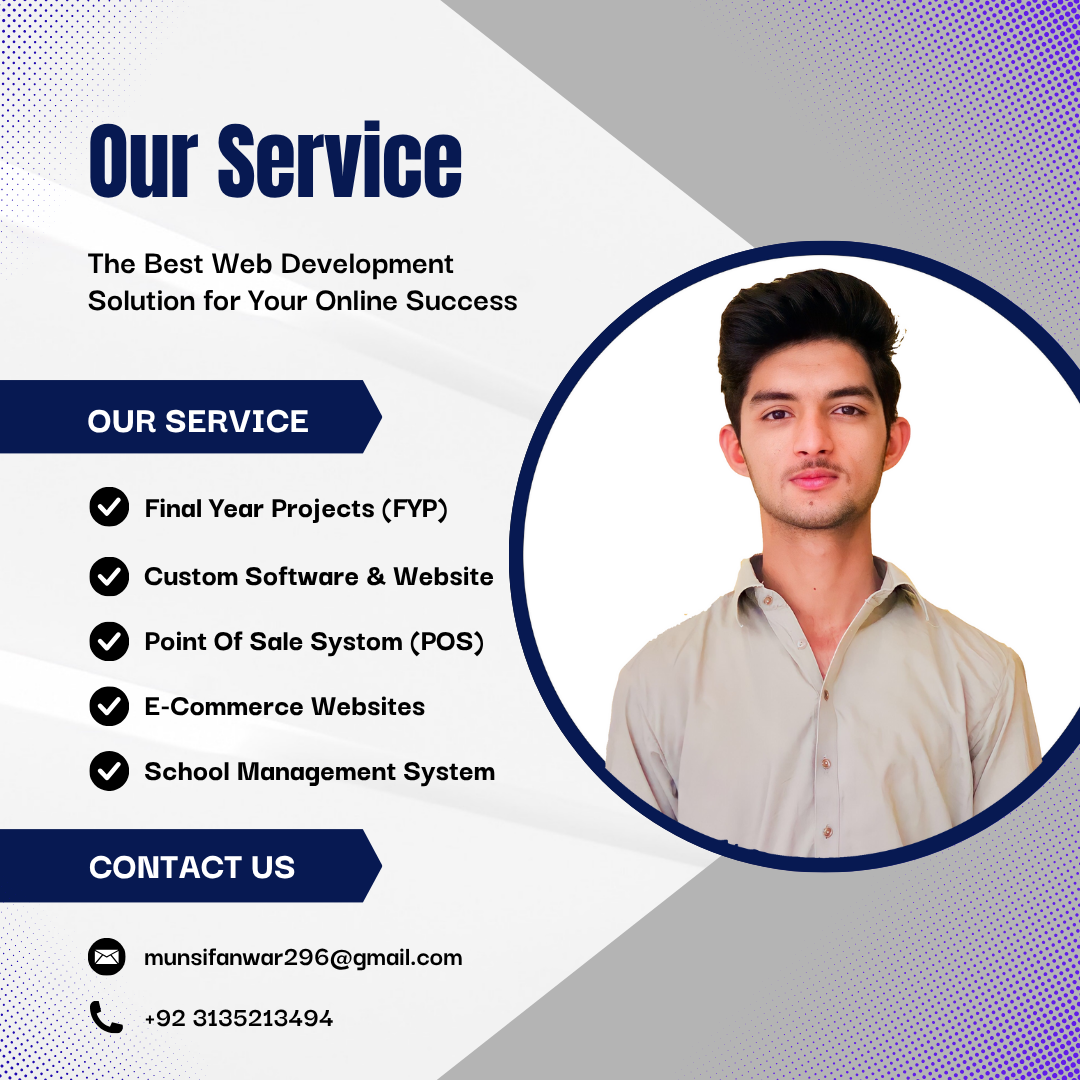 Our Service
The Best Web Development
Solution for Your Online Success
OUR SERVICE
Final Year Projects (FYP)
Custom Software & Website
Point Of Sale Systom (POS)
E-Commerce Websites
School Management System
CONTACT US
munsifanwar296@gmail.com
+92 3135213494